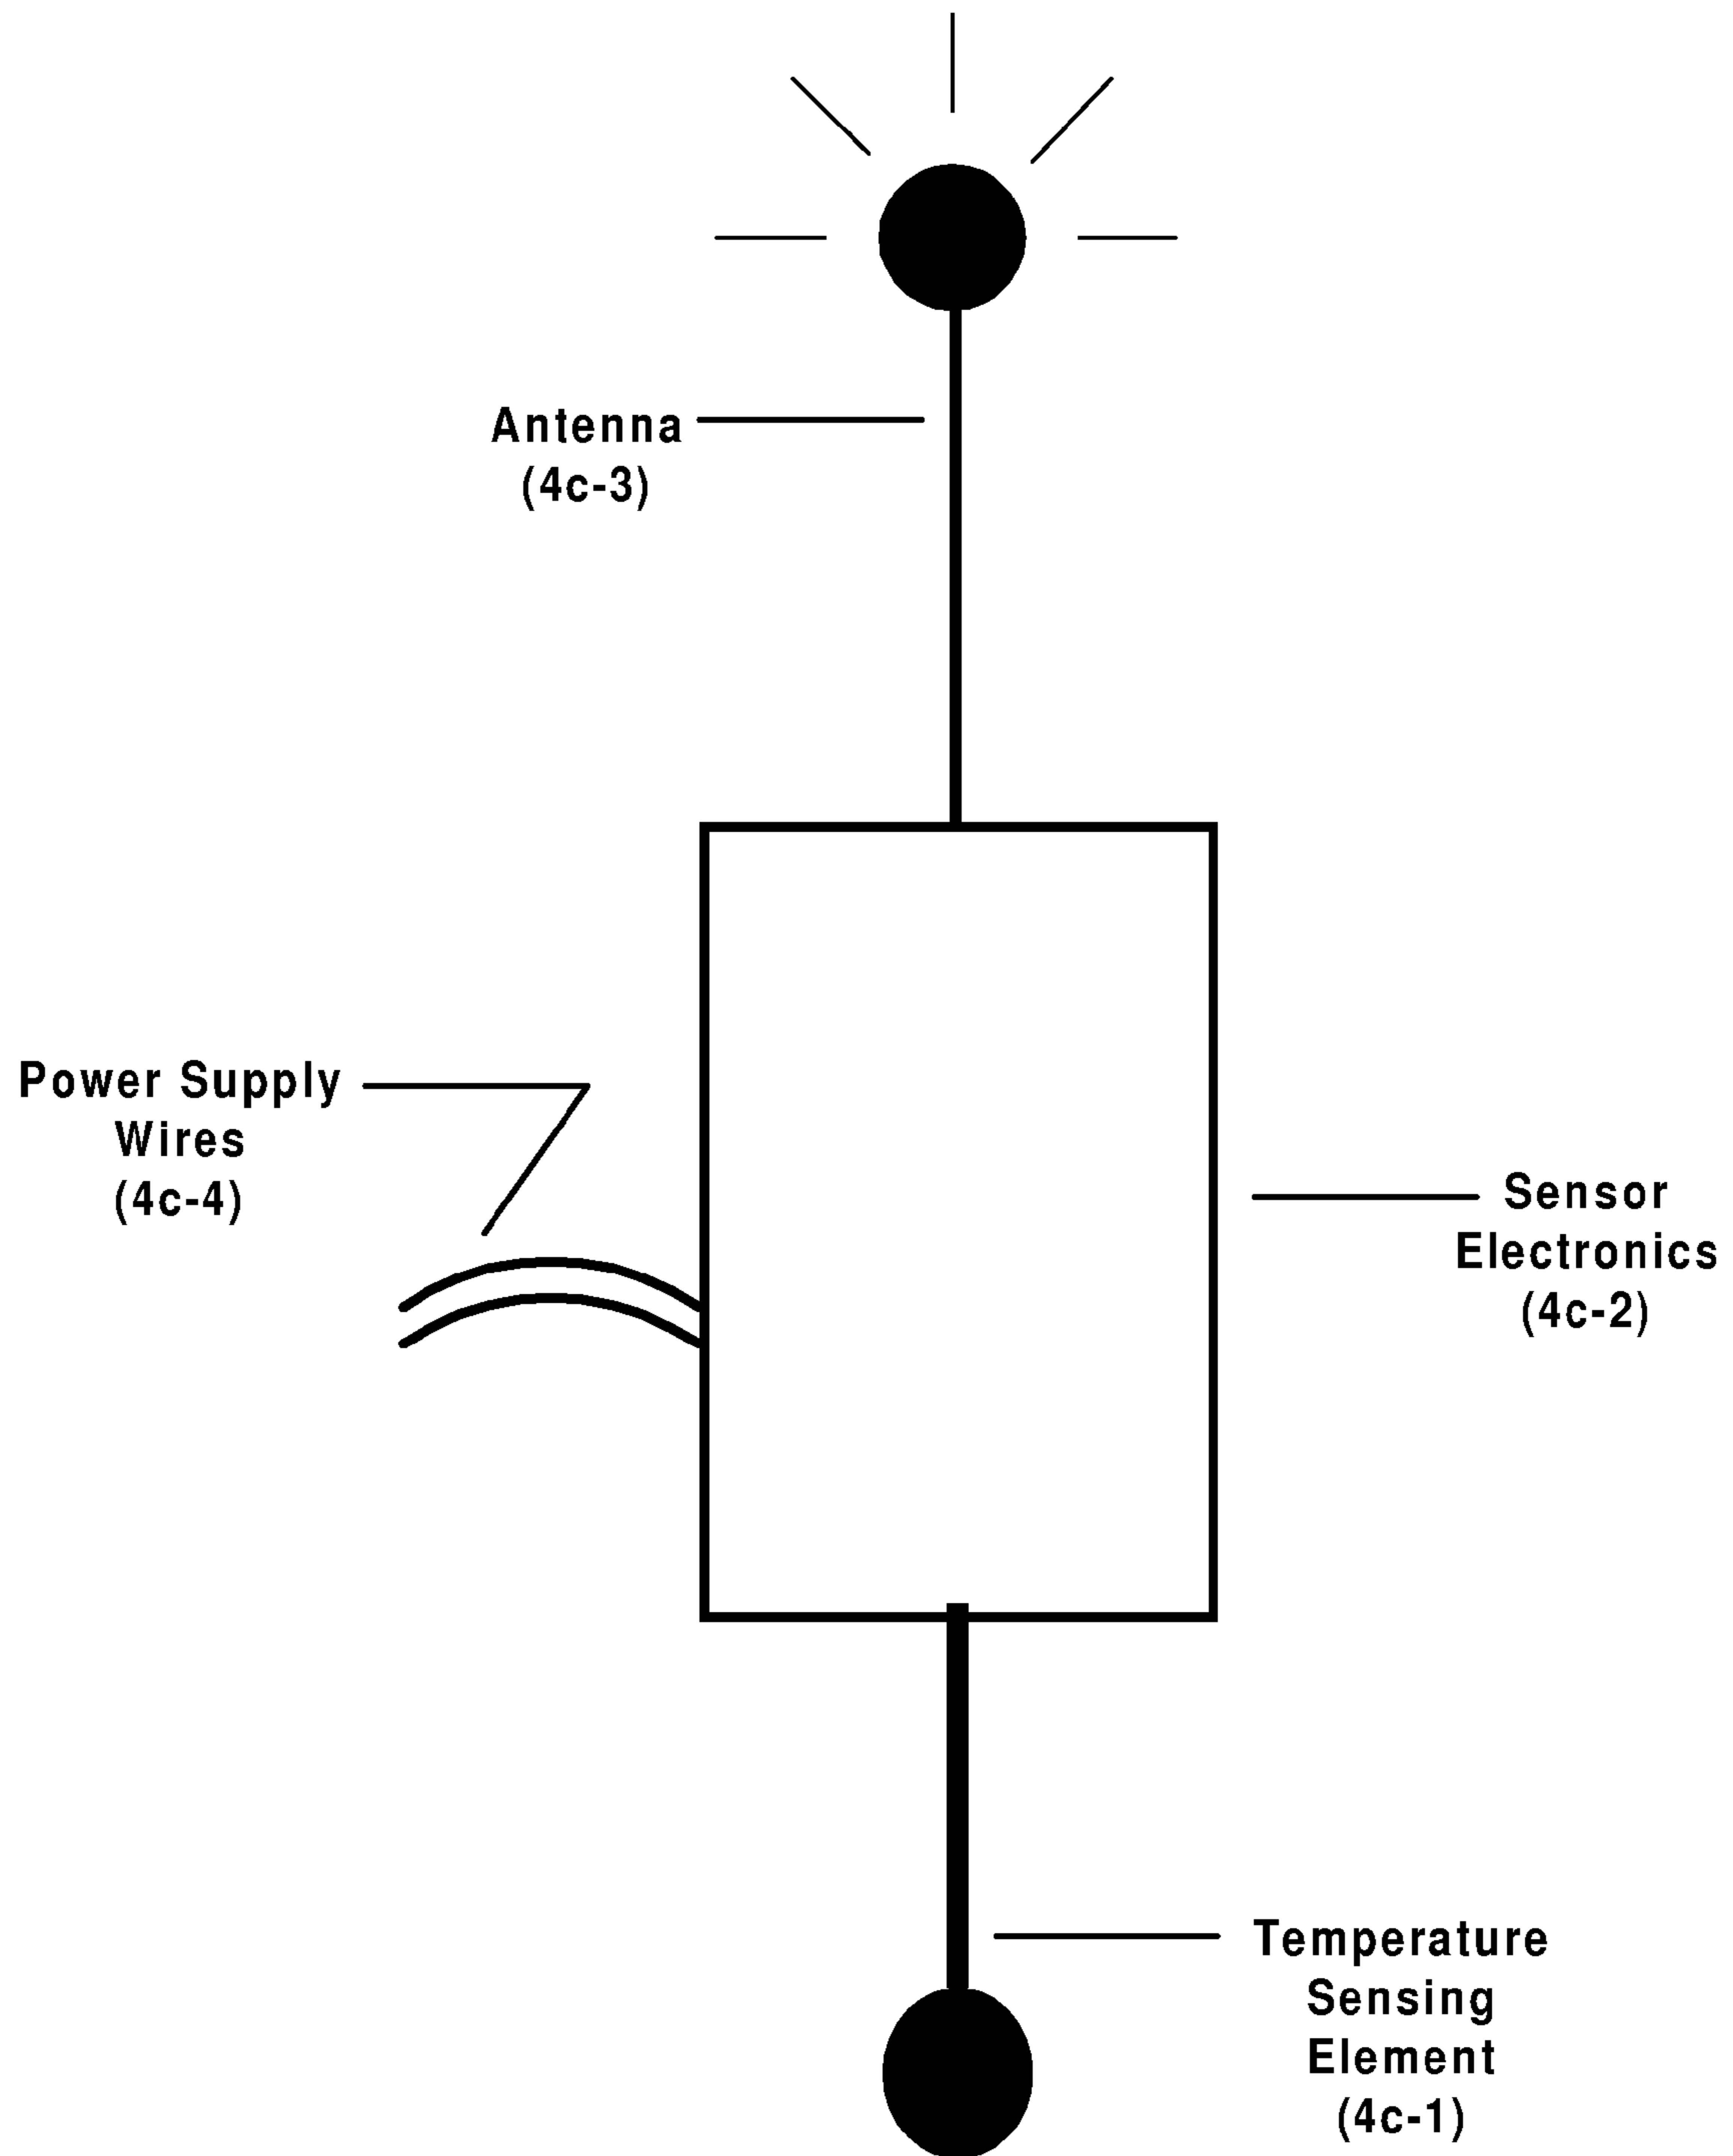 Antenna
(4c-3)
Power Supply
Wires
(4c-4)
Sensor
Electronics
(4c-2)
Temperature
Sensing
Element
(4c-1)